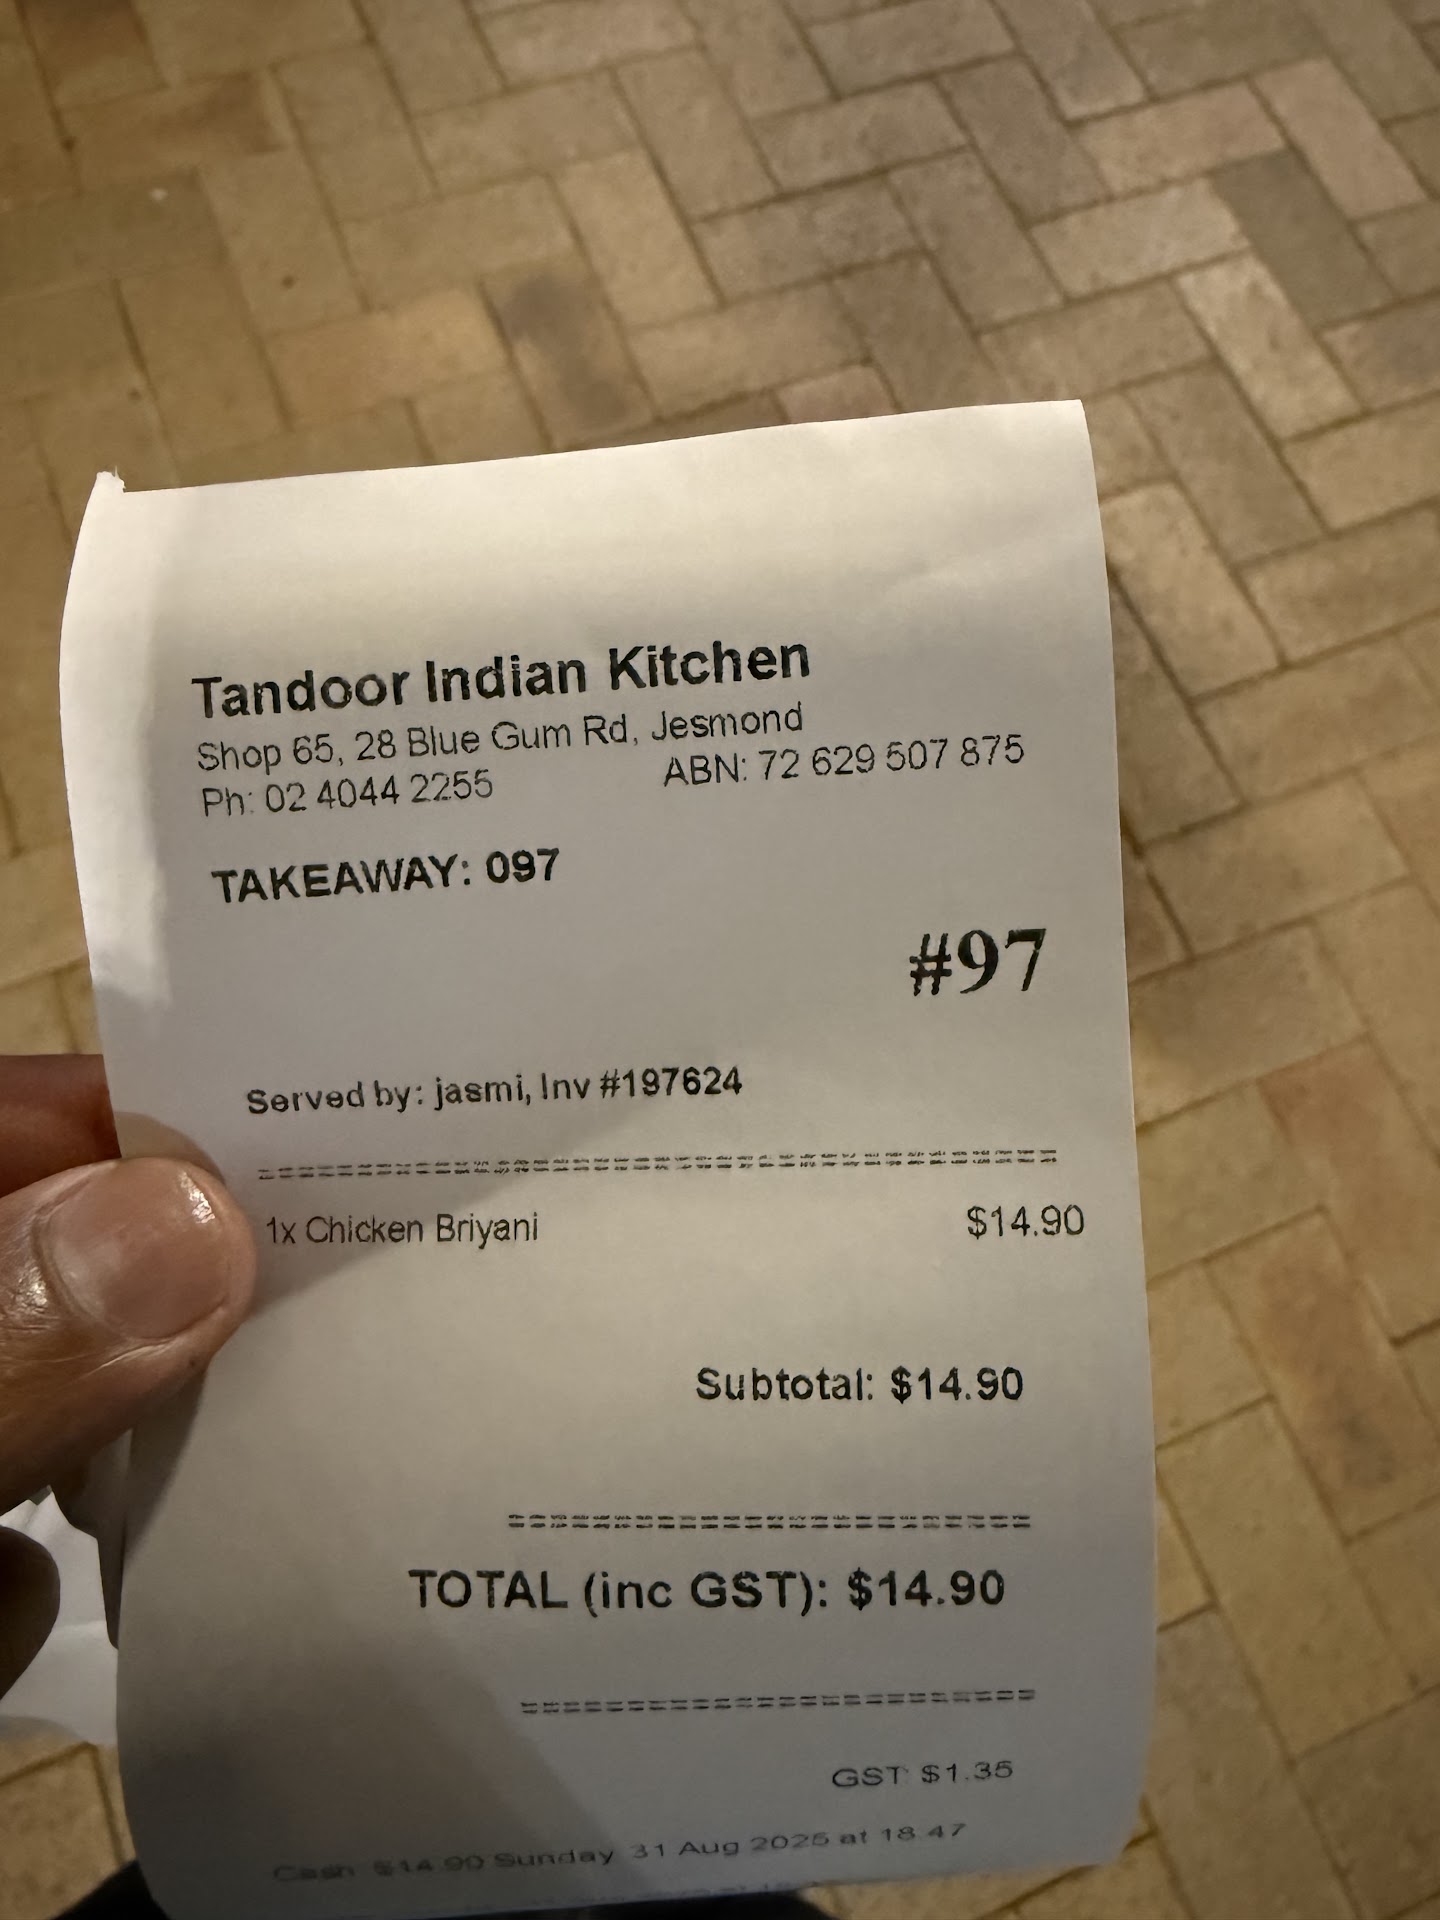 Tandoor Indian Kitchen
Shop 65, 28 Blue Gum Rd, Jesmond
Ph: 02 4044 2255 ABN: 72 629 507 875
TAKEAWAY: 097
#97
Served by: jasmi, Inv #197624
1x Chicken Briyani $14.90
Subtotal: $14.90
TOTAL (inc GST): $14.90
GST: $1.35
Cash $14.90 Sunday 31 Aug 2025 at 18:47